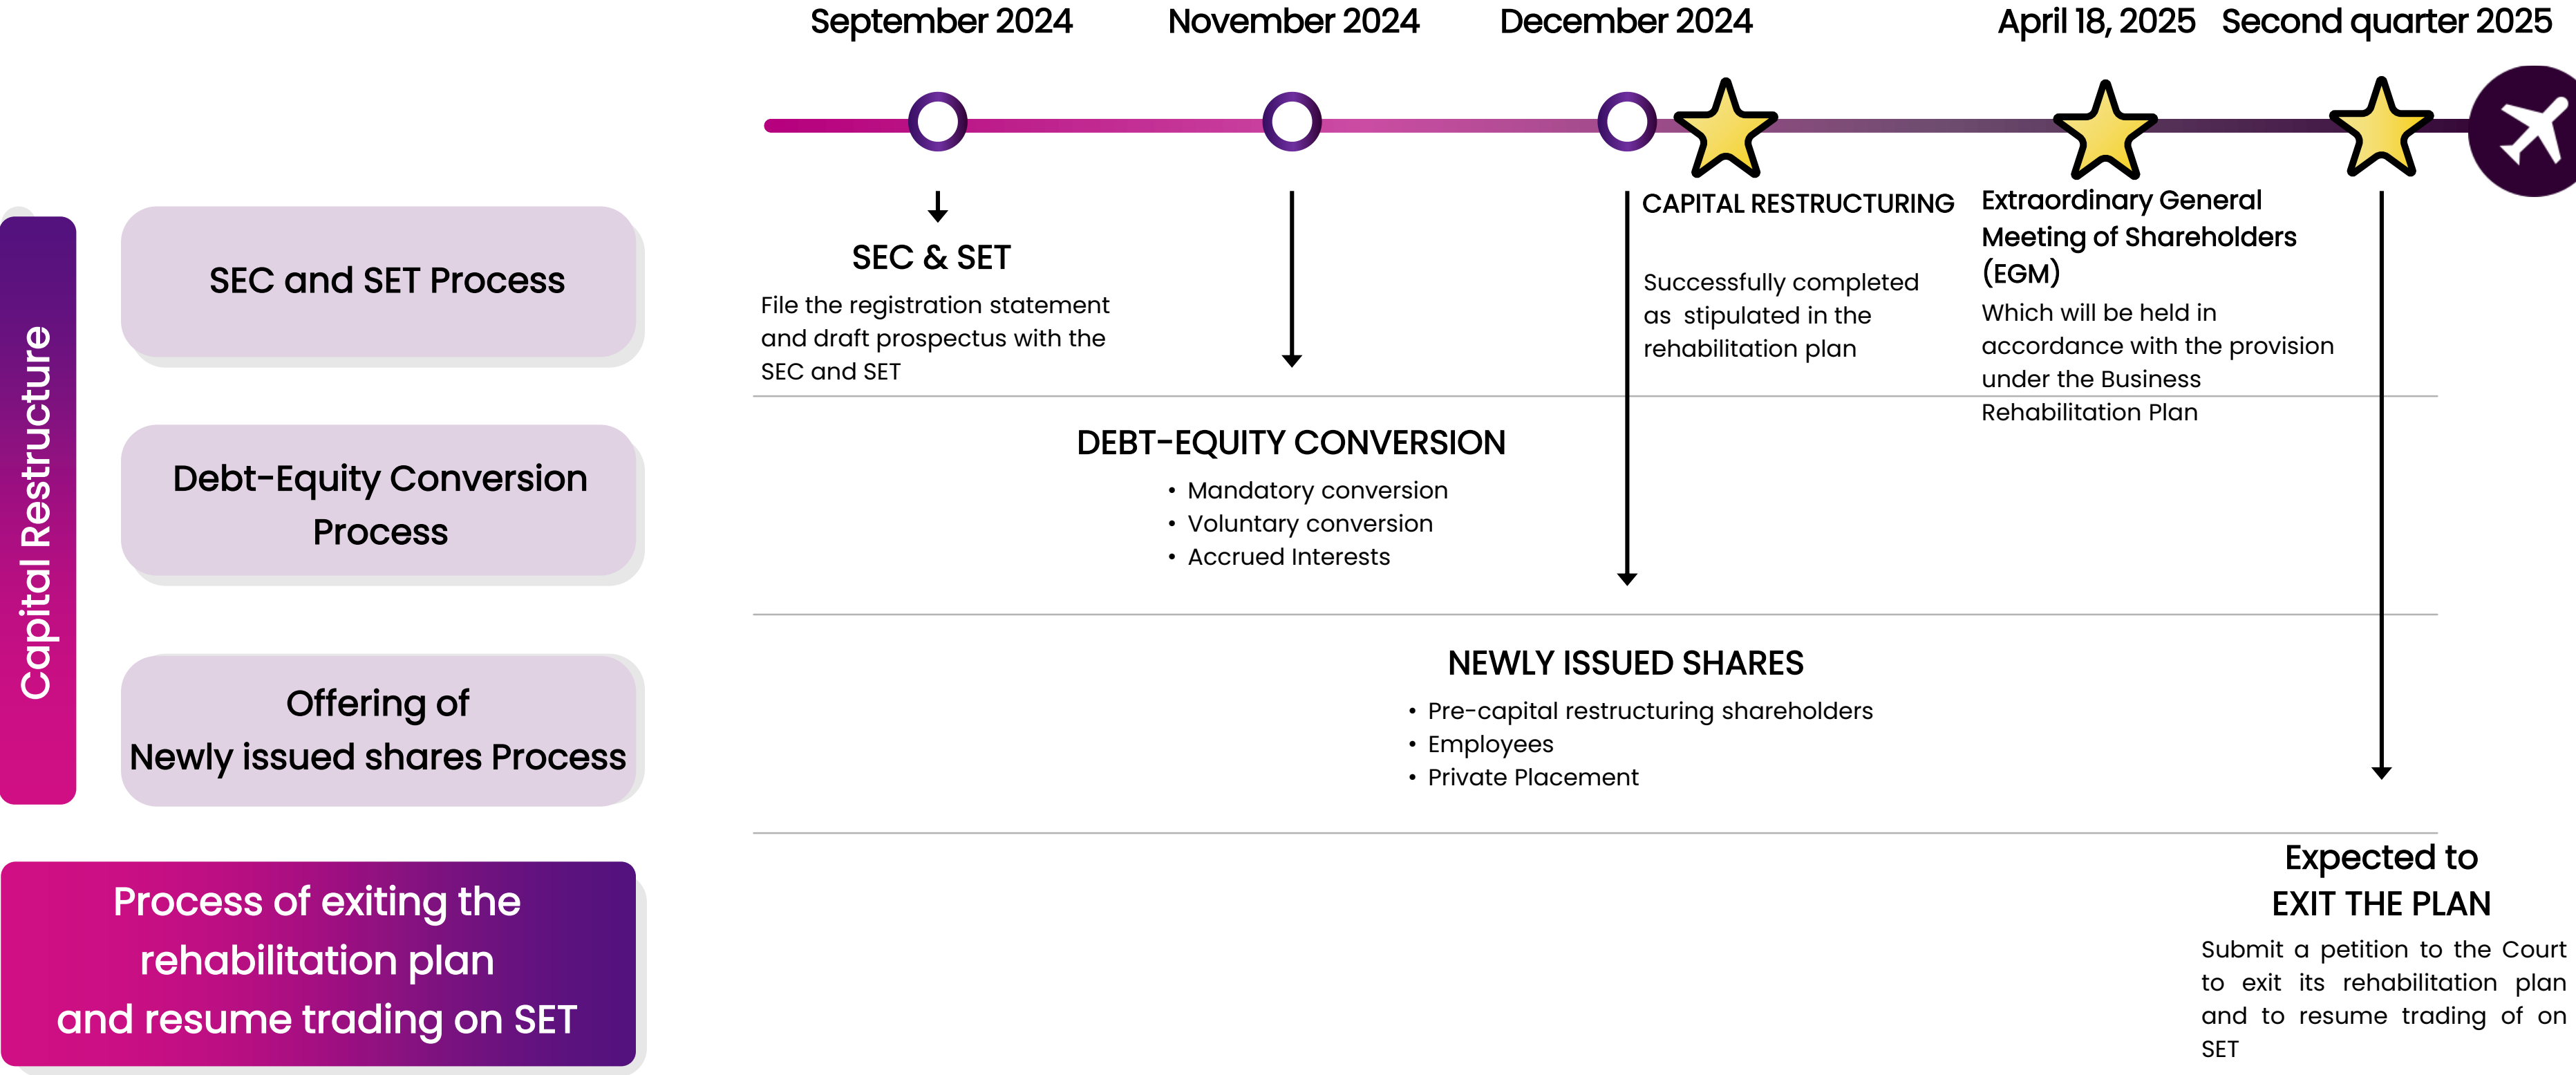 September 2024
November 2024
December 2024
April 18, 2025
Second quarter 2025
Capital Restructure
SEC and SET Process
SEC & SET
File the registration statement
and draft prospectus with the
SEC and SET
CAPITAL RESTRUCTURING
Successfully completed
as stipulated in the
rehabilitation plan
Extraordinary General
Meeting of Shareholders
(EGM)
Which will be held in
accordance with the provision
under the Business
Rehabilitation Plan
Debt-Equity Conversion
Process
DEBT-EQUITY CONVERSION
• Mandatory conversion
• Voluntary conversion
• Accrued Interests
Offering of
Newly issued shares Process
NEWLY ISSUED SHARES
• Pre-capital restructuring shareholders
• Employees
• Private Placement
Process of exiting the
rehabilitation plan
and resume trading on SET
Expected to
EXIT THE PLAN
Submit a petition to the Court
to exit its rehabilitation plan
and to resume trading of on
SET